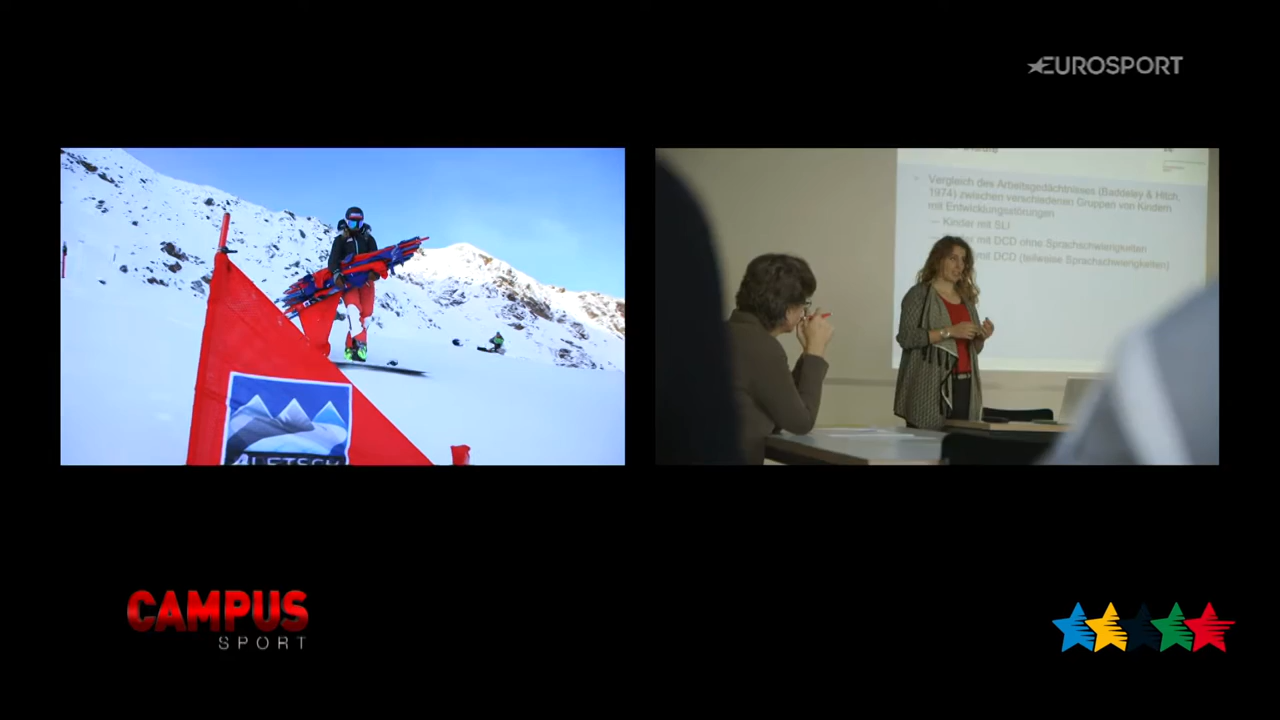 EUROSPORT
Vergleich des Arbeitsgedächtnisses (Baddeley & Hitch,
1974) zwischen verschiedenen Gruppen von Kindern
mit Entwicklungsstörungen
— Kinder mit SLI
mit DCD ohne Sprachschwierigkeiten
mit DCD (teilweise Sprachschwierigkeiten)
ALETSCH
CAMPUS
SPORT